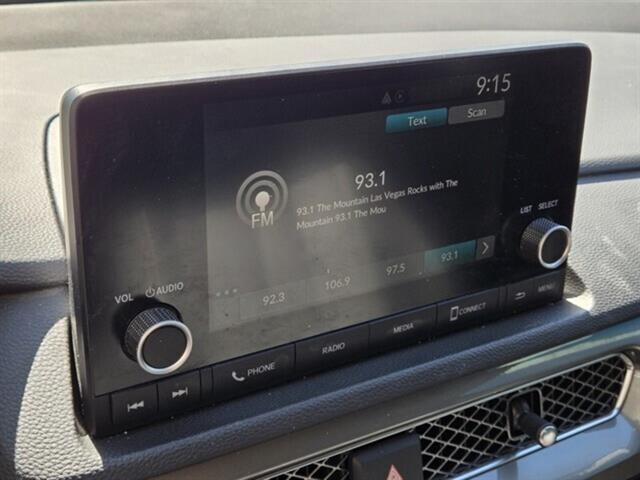 9:15
Text
Scan
93.1
93.1 The Mountain Las Vegas Rocks with The
Mountain 93.1 The Mou
FM
92.3
106.9
97.5
93.1
LIST
SELECT
VOL
AUDIO
PHONE
RADIO
MEDIA
CONNECT
MENU